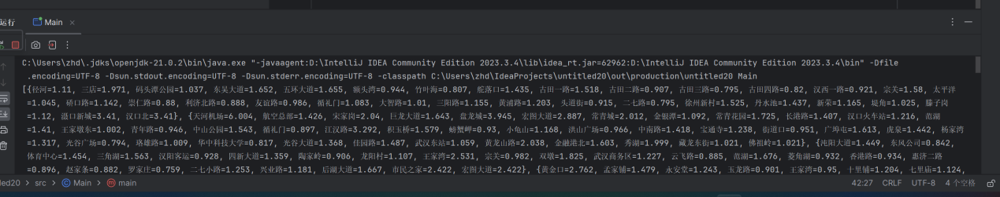 运行
Main
C:\Users\zhd\.jdks\openjdk-21.0.2\bin\java.exe "-javaagent:D:\IntelliJ IDEA Community Edition 2023.3.4\lib\idea_rt.jar=62962:D:\IntelliJ IDEA Community Edition 2023.3.4\bin" -Dfile
.encoding=UTF-8 -Dsun.stdout.encoding=UTF-8 -Dsun.stderr.encoding=UTF-8 -classpath C:\Users\zhd\IdeaProjects\untitled20\out\production\untitled20 Main
[{径河=1.11, 三店=1.971, 码头潭公园=1.037, 东吴大道=1.652, 五环大道=1.655, 额头湾=0.944, 竹叶海=0.807, 舵落口=1.435, 古田一路=1.518, 古田二路=0.907, 古田三路=0.795, 古田四路=0.82, 汉西一路=0.921, 宗关=1.58, 太平洋
=1.045, 硚口路=1.142, 崇仁路=0.88, 利济北路=0.888, 友谊路=0.986, 循礼门=1.083, 大智路=1.01, 三阳路=1.155, 黄浦路=1.203, 头道街=0.915, 二七路=0.795, 徐州新村=1.525, 丹水池=1.437, 新荣=1.165, 堤角=1.025, 滕子岗
=1.12, 滠口新城=3.41, 汉口北=3.41}, {天河机场=6.004, 航空总部=1.426, 宋家岗=2.04, 巨龙大道=1.643, 盘龙城=3.945, 宏图大道=2.887, 常青城=2.012, 金银潭=1.092, 常青花园=1.725, 长港路=1.407, 汉口火车站=1.216, 范湖
=1.41, 王家墩东=1.002, 青年路=0.946, 中山公园=1.543, 循礼门=0.897, 江汉路=3.292, 积玉桥=1.579, 螃蟹岬=0.93, 小龟山=1.168, 洪山广场=0.966, 中南路=1.418, 宝通寺=1.238, 街道口=0.951, 广埠屯=1.613, 虎泉=1.442, 杨家湾
=1.317, 光谷广场=0.794, 珞雄路=1.009, 华中科技大学=0.817, 光谷大道=1.368, 佳园路=1.487, 武汉东站=1.059, 黄龙山路=2.038, 金融港北=1.603, 秀湖=1.999, 藏龙东街=1.021, 佛祖岭=1.021}, {沌阳大道=1.449, 东风公司=0.842,
体育中心=1.454, 三角湖=1.563, 汉阳客运=0.928, 四新大道=1.359, 陶家岭=0.906, 龙阳村=1.107, 王家湾=2.531, 宗关=0.982, 双墩=1.825, 武汉商务区=1.227, 云飞路=0.885, 范湖=1.676, 菱角湖=0.932, 香港路=0.934, 惠济二路
=0.896, 赵家条=0.882, 罗家庄=0.759, 二七小路=1.253, 兴业路=1.181, 后湖大道=1.667, 市民之家=2.422, 宏图大道=2.422}, {黄金口=2.762, 孟家铺=1.479, 永安堂=1.243, 玉龙路=0.901, 王家湾=0.95, 十里铺=1.204, 七里庙=1.124,
led20 > src > Main > main
42:27 CRLF UTF-8 4 个空格